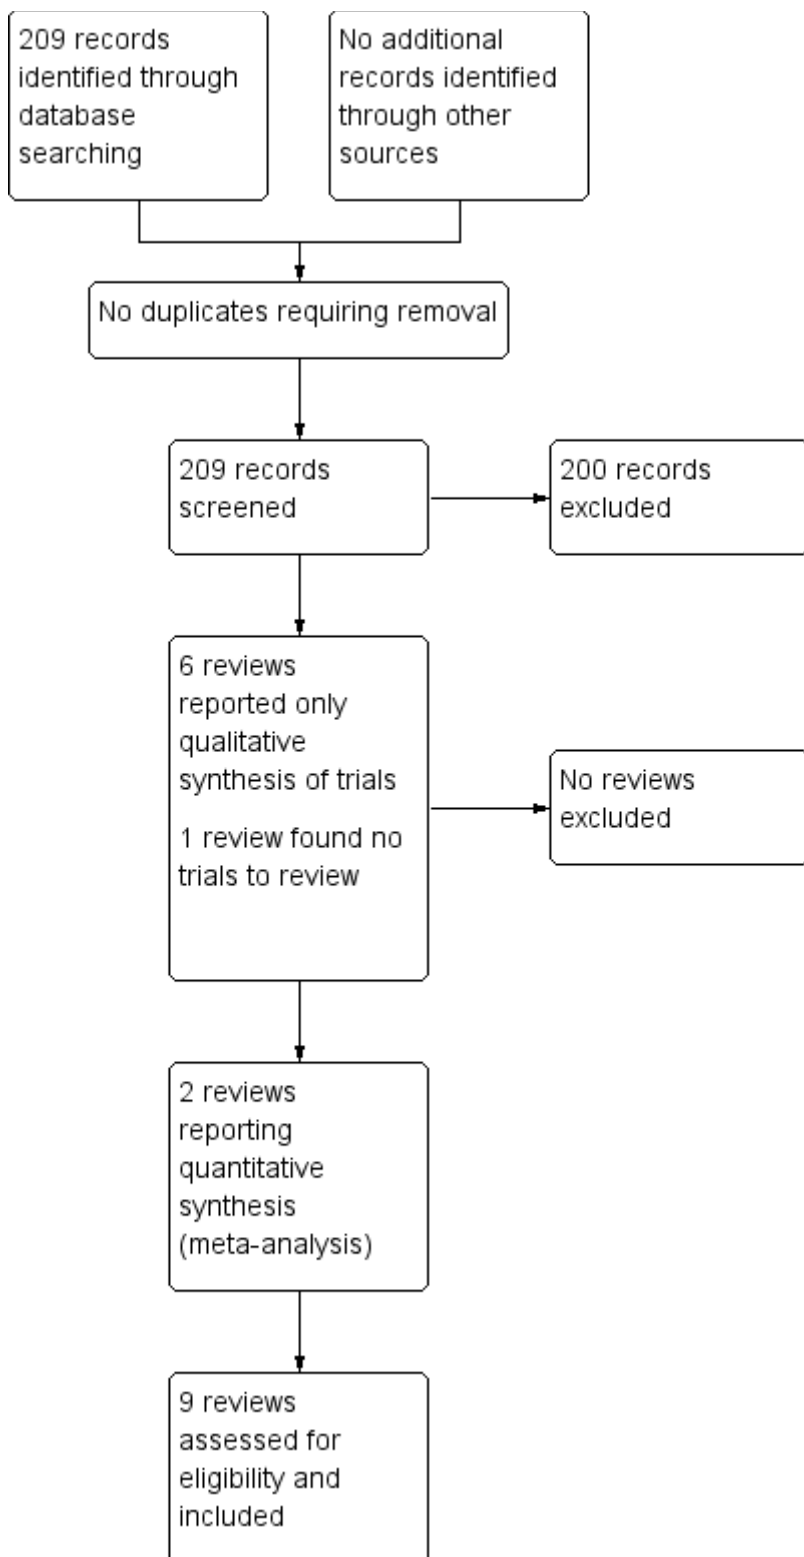 209 records
identified through
database
searching
No additional
records identified
through other
sources
No duplicates requiring removal
209 records
screened
200 records
excluded
6 reviews
reported only
qualitative
synthesis of trials
1 review found no
trials to review
No reviews
excluded
2 reviews
reporting
quantitative
synthesis
(meta-analysis)
9 reviews
assessed for
eligibility and
included